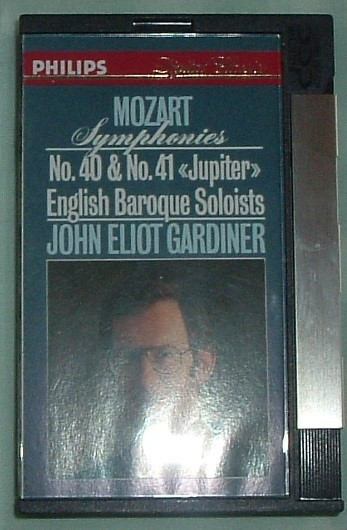 PHILIPS Digital Classics
MOZART
Symphonies
No. 40 & No. 41 «Jupiter»
English Baroque Soloists
JOHN ELIOT GARDINER